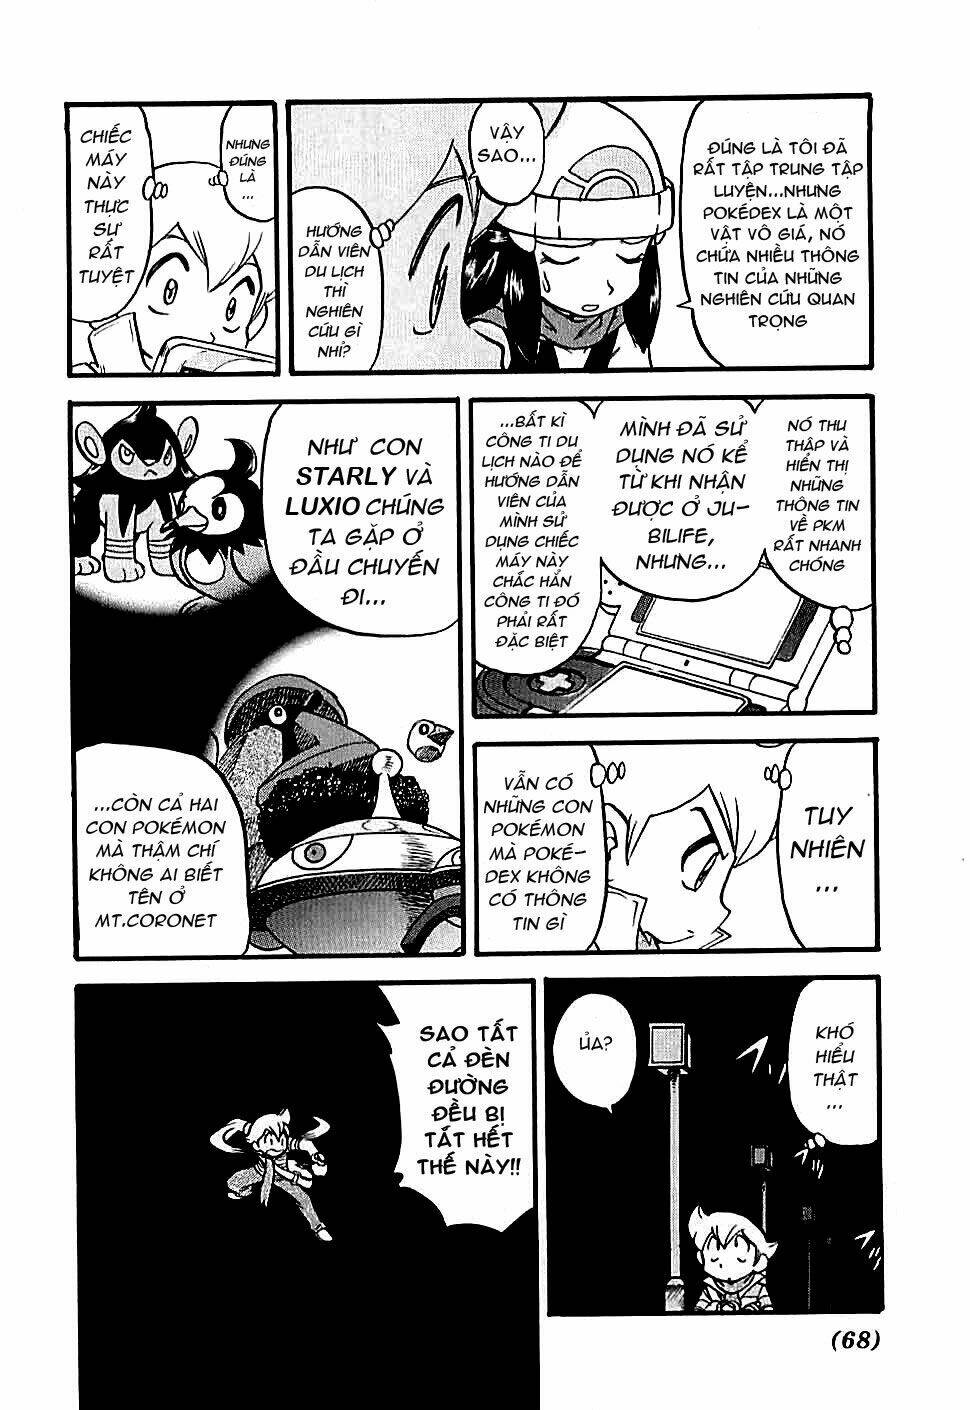 ĐÚNG LÀ TÔI ĐÃ
RẤT TẬP TRUNG TẬP
LUYỆN...NHƯNG
POKÉDEX LÀ MỘT
VẬT VÔ GIÁ, NÓ
CHỨA NHIỀU THÔNG
TIN CỦA NHỮNG
NGHIÊN CỨU QUAN
TRỌNG
VẬY
SAO...
HƯỚNG
DẪN VIÊN
DU LỊCH
THÌ
NGHIÊN
CỨU GÌ
NHỈ?
NHƯNG
ĐÚNG
LÀ
...
CHIẾC
MÁY
NÀY
THỰC
SỰ
RẤT
TUYỆT
NÓ THU
THẬP VÀ
HIỂN THỊ
NHỮNG
THÔNG TIN
VỀ PKM
RẤT NHANH
CHÓNG
MÌNH ĐÃ SỬ
DỤNG NÓ KỂ
TỪ KHI NHẬN
ĐƯỢC Ở JU-
BILIFE,
NHƯNG...
...BẤT KÌ
CÔNG TI DU
LỊCH NÀO ĐỂ
HƯỚNG DẪN
VIÊN CỦA
MÌNH SỬ
DỤNG CHIẾC
MÁY NÀY
CHẮC HẲN
CÔNG TI ĐÓ
PHẢI RẤT
ĐẶC BIỆT
TUY
NHIÊN
...
VẪN CÓ
NHỮNG CON
POKÉMON
MÀ POKÉ-
DEX KHÔNG
CÓ THÔNG
TIN GÌ
NHƯ CON
STARLY VÀ
LUXIO CHÚNG
TA GẶP Ở
ĐẦU CHUYẾN
ĐI...
...CÒN CẢ HAI
CON POKÉMON
MÀ THẬM CHÍ
KHÔNG AI BIẾT
TÊN Ở
MT.CORONET
KHÓ
HIỂU
THẬT
...
ỦA?
SAO TẤT
CẢ ĐÈN
ĐƯỜNG
ĐỀU BỊ
TẮT HẾT
THẾ NÀY!!
(68)